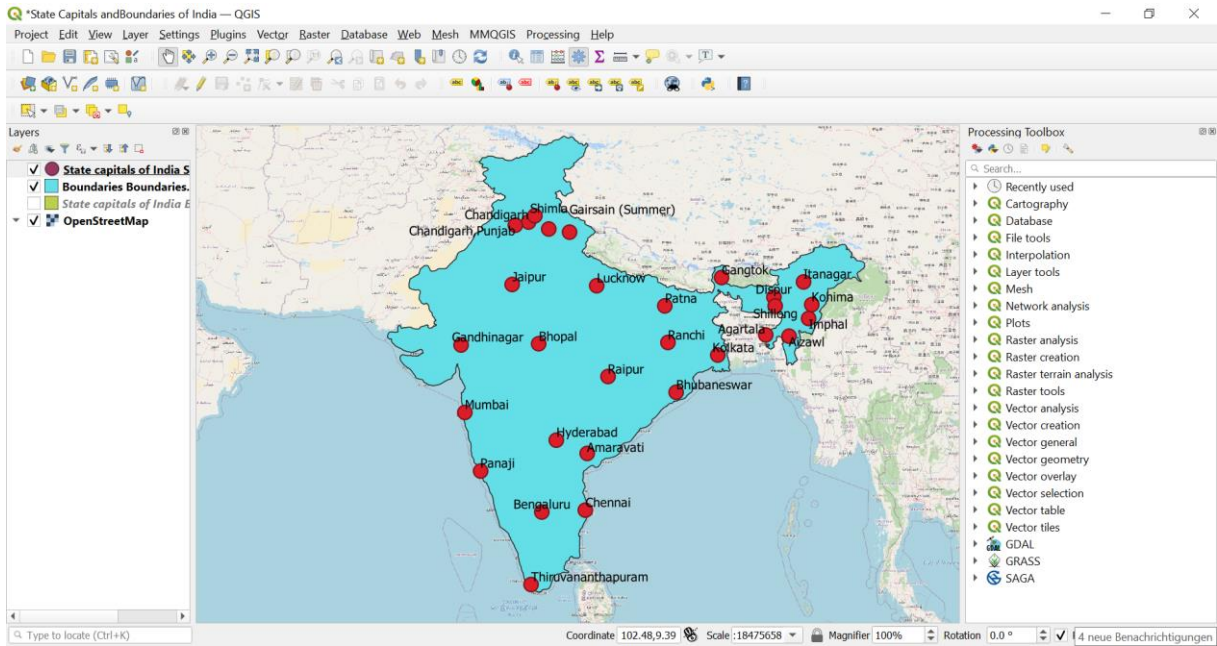 *State Capitals andBoundaries of India — QGIS
Project Edit View Layer Settings Plugins Vector Raster Database Web Mesh MMQGIS Processing Help
Layers
State capitals of India S
Boundaries Boundaries.
State capitals of India B
OpenStreetMap
Shimla
Chandigarh
Gairsain (Summer)
Chandigarh Punjab
Jaipur
Lucknow
Gangtok
Itanagar
Dispur
Patna
Kohima
Shillong
Imphal
Gandhinagar
Bhopal
Ranchi
Agartala
Aizawl
Kolkata
Raipur
Bhubaneswar
Mumbai
Hyderabad
Amaravati
Panaji
Bengaluru
Chennai
Thiruvananthapuram
Processing Toolbox
Search...
Recently used
Cartography
Database
File tools
Interpolation
Layer tools
Mesh
Network analysis
Plots
Raster analysis
Raster creation
Raster terrain analysis
Raster tools
Vector analysis
Vector creation
Vector general
Vector geometry
Vector overlay
Vector selection
Vector table
Vector tiles
GDAL
GRASS
SAGA
Type to locate (Ctrl+K)
Coordinate 102.48,9.39 Scale :18475658 Magnifier 100% Rotation 0.0 ° 4 neue Benachrichtigungen